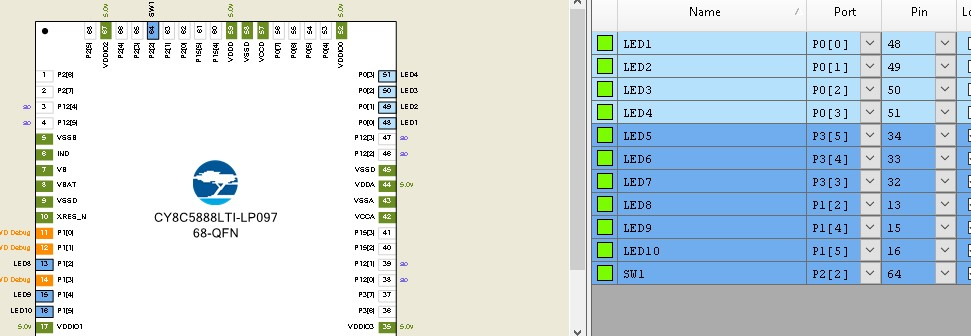 5.0v SW1 5.0v 5.0v
68 67 66 65 64 63 62 61 60 59 58 57 56 55 54 53 52
P2[5] VDDIO2 P2[4] P2[3] P2[2] P2[1] P2[0] P15[5] P15[4] VDDD VSSD VCCD P0[7] P0[6] P0[5] P0[4] VDDIO0
1 P2[6] P0[3] 51 LED4
2 P2[7] P0[2] 50 LED3
3 P12[4] P0[1] 49 LED2
4 P12[5] P0[0] 48 LED1
5 VSSB P12[3] 47
6 IND P12[2] 46
7 VB VSSD 45
8 VBAT VDDA 44 5.0v
9 VSSD VSSA 43
10 XRES_N VCCA 42
VD Debug 11 P1[0] P15[3] 41
VD Debug 12 P1[1] P15[2] 40
LED8 13 P1[2] P12[1] 39
VD Debug 14 P1[3] P12[0] 38
LED9 15 P1[4] P3[7] 37
LED10 16 P1[5] P3[6] 36
5.0v 17 VDDIO1 VDDIO3 35 5.0v
CY8C5888LTI-LP097
68-QFN
Name / Port Pin Lo
LED1 P0[0] 48
LED2 P0[1] 49
LED3 P0[2] 50
LED4 P0[3] 51
LED5 P3[5] 34
LED6 P3[4] 33
LED7 P3[3] 32
LED8 P1[2] 13
LED9 P1[4] 15
LED10 P1[5] 16
SW1 P2[2] 64